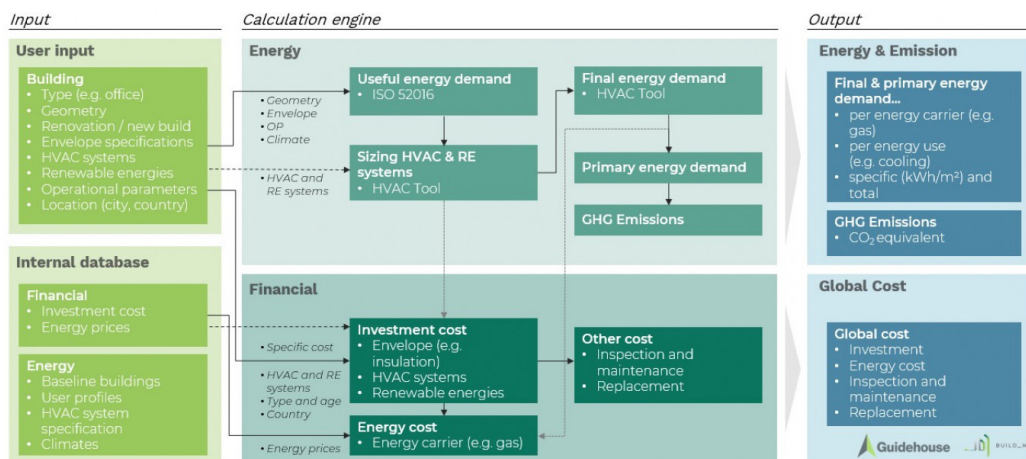 Input
Calculation engine
Output
User input
Building
• Type (e.g. office)
• Geometry
• Renovation / new build
• Envelope specifications
• HVAC systems
• Renewable energies
• Operational parameters
• Location (city, country)
Internal database
Financial
• Investment cost
• Energy prices
Energy
• Baseline buildings
• User profiles
• HVAC system
specification
• Climates
Energy
• Geometry
• Envelope
• OP
• Climate
• HVAC and
RE systems
Useful energy demand
• ISO 52016
Sizing HVAC & RE
systems
• HVAC Tool
Final energy demand
• HVAC Tool
Primary energy demand
GHG Emissions
Financial
• Specific cost
• HVAC and RE
systems
• Type and age
• Country
• Energy prices
Investment cost
• Envelope (e.g.
insulation)
• HVAC systems
• Renewable energies
Energy cost
• Energy carrier (e.g. gas)
Other cost
• Inspection and
maintenance
• Replacement
Energy & Emission
Final & primary energy
demand...
• per energy carrier (e.g.
gas)
• per energy use
(e.g. cooling)
• specific (kWh/m²) and
total
GHG Emissions
• CO₂ equivalent
Global Cost
Global cost
• Investment
• Energy cost
• Inspection and
maintenance
• Replacement
Guidehouse